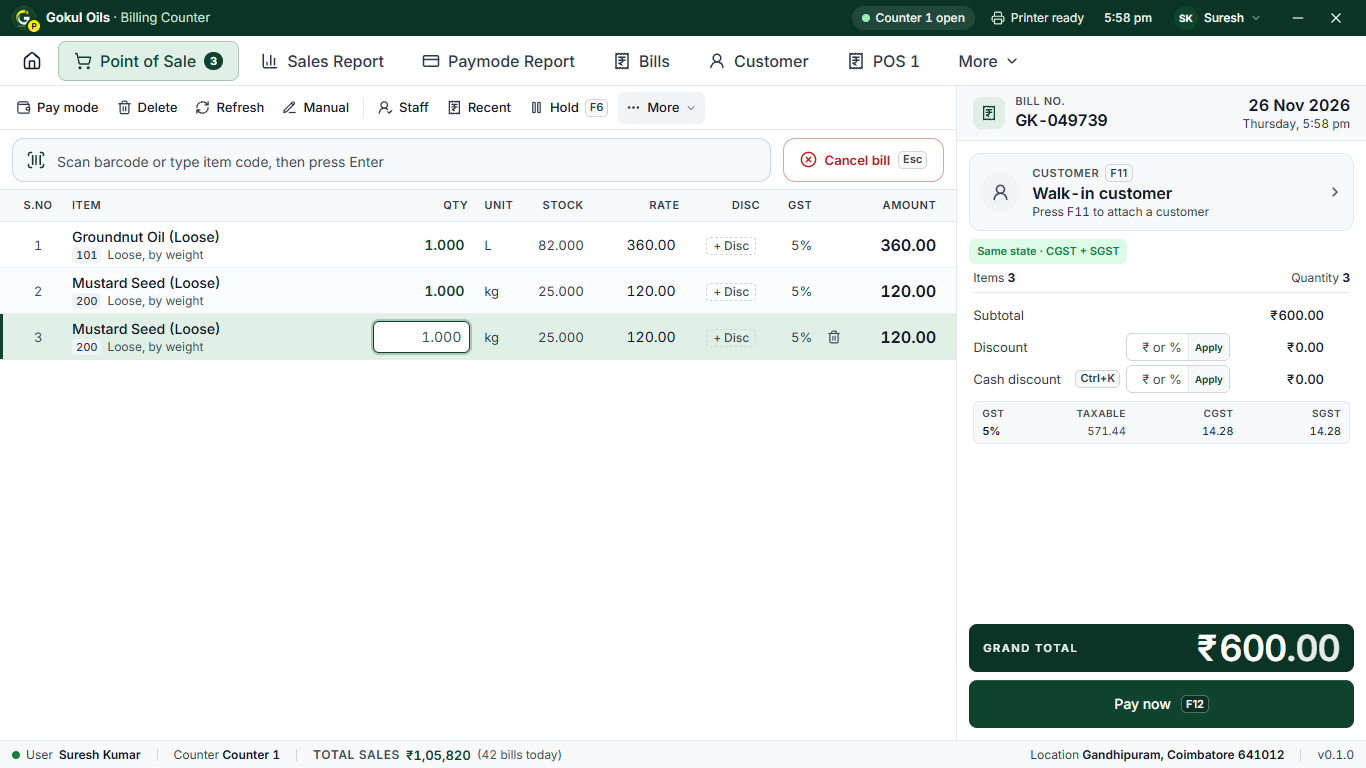 Gokul Oils · Billing Counter
Counter 1 open
Printer ready
5:58 pm
SK Suresh
Point of Sale 3
Sales Report
Paymode Report
Bills
Customer
POS 1
More
Pay mode
Delete
Refresh
Manual
Staff
Recent
Hold F6
More
BILL NO.
GK-049739
26 Nov 2026
Thursday, 5:58 pm
Scan barcode or type item code, then press Enter
Cancel bill Esc
CUSTOMER F11
Walk-in customer
Press F11 to attach a customer
S.NO ITEM QTY UNIT STOCK RATE DISC GST AMOUNT
1 Groundnut Oil (Loose) 1.000 L 82.000 360.00 + Disc 5% 360.00
101 Loose, by weight
2 Mustard Seed (Loose) 1.000 kg 25.000 120.00 + Disc 5% 120.00
200 Loose, by weight
3 Mustard Seed (Loose) 1.000 kg 25.000 120.00 + Disc 5% 120.00
200 Loose, by weight
Same state · CGST + SGST
Items 3 Quantity 3
Subtotal ₹600.00
Discount ₹ or % Apply ₹0.00
Cash discount Ctrl+K ₹ or % Apply ₹0.00
GST TAXABLE CGST SGST
5% 571.44 14.28 14.28
GRAND TOTAL ₹600.00
Pay now F12
User Suresh Kumar
Counter Counter 1
TOTAL SALES ₹1,05,820 (42 bills today)
Location Gandhipuram, Coimbatore 641012
v0.1.0